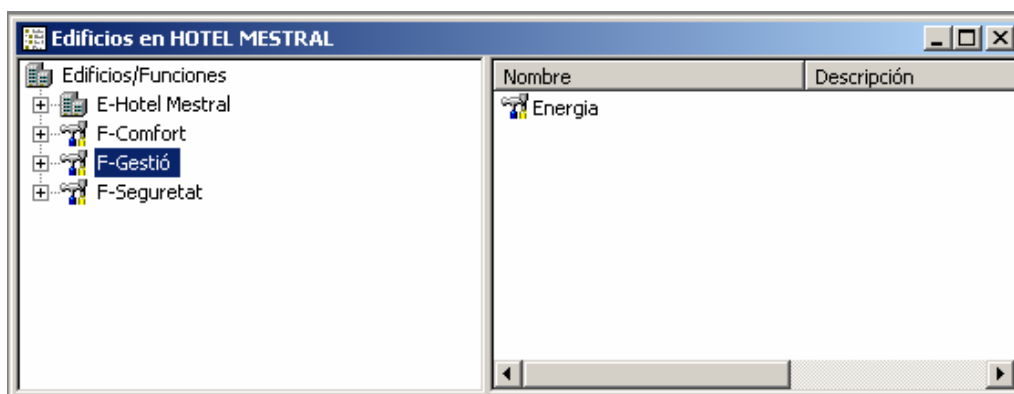 Edificios en HOTEL MESTRAL
Edificios/Funciones
E-Hotel Mestral
F-Comfort
F-Gestió
F-Seguretat
Nombre Descripción
Energia